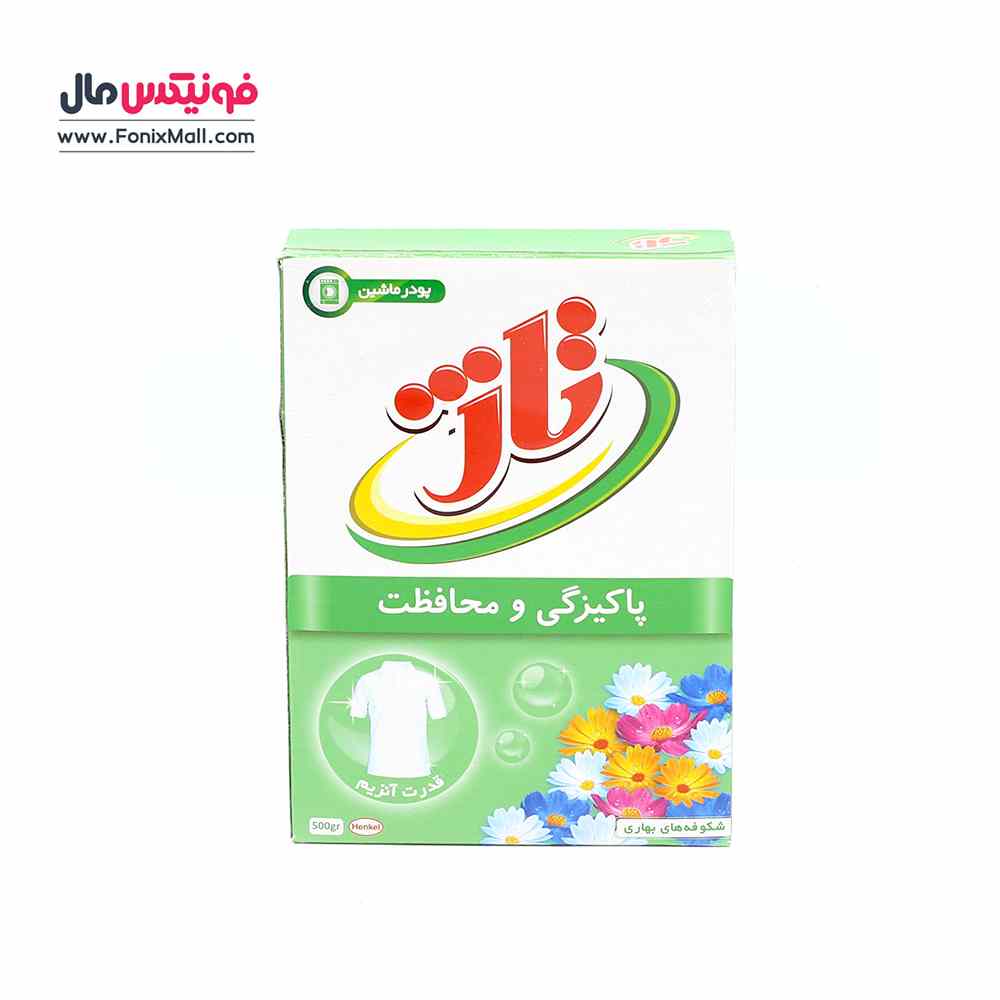 فونیکس مال
www.FonixMall.com
پودر ماشین
تاژ
پاکیزگی و محافظت
قدرت آنزیم
500gr
Henkel
شکوفه‌های بهاری